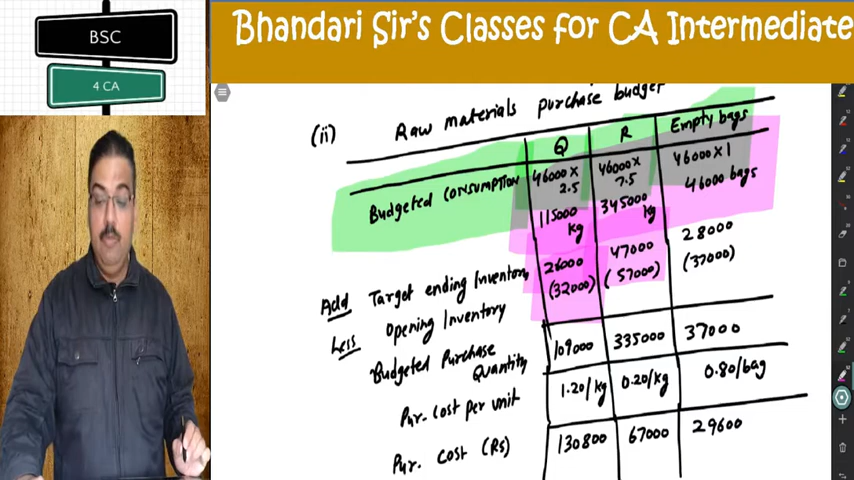 BSC
4 CA
Bhandari Sir's Classes for CA Intermediate
(ii) Raw materials purchase budget
Q R Empty bags
Budgeted Consumption 46000 x 2.5 46000 x 7.5 46000 x 1
115000 kg 345000 kg 46000 bags
Add Target ending Inventory 26000 47000 28000
Less Opening Inventory (32000) (57000) (37000)
Budgeted Purchase Quantity 109000 335000 37000
Pur. cost per unit 1.20/kg 0.20/kg 0.80/bag
Pur. Cost (Rs) 130800 67000 29600